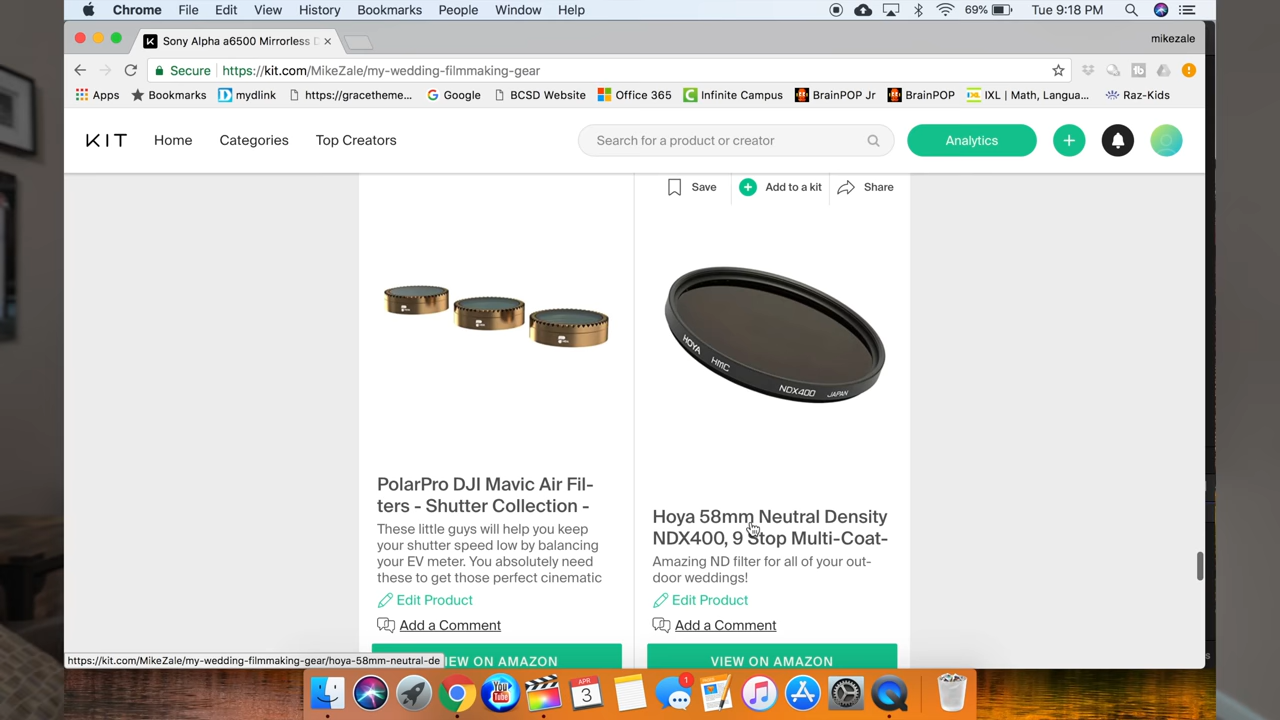 Chrome File Edit View History Bookmarks People Window Help 69% Tue 9:18 PM
Sony Alpha a6500 Mirrorless D mikezale
Secure https://kit.com/MikeZale/my-wedding-filmmaking-gear
Apps Bookmarks mydlink https://gracetheme... Google BCSD Website Office 365 Infinite Campus BrainPOP Jr BrainPOP IXL | Math, Langua... Raz-Kids
KIT Home Categories Top Creators Search for a product or creator Analytics
Save Add to a kit Share
HOYA HMC NDX400 JAPAN
PolarPro DJI Mavic Air Fil-
ters - Shutter Collection -
These little guys will help you keep
your shutter speed low by balancing
your EV meter. You absolutely need
these to get those perfect cinematic
Edit Product
Add a Comment
Hoya 58mm Neutral Density
NDX400, 9 Stop Multi-Coat-
Amazing ND filter for all of your out-
door weddings!
Edit Product
Add a Comment
https://kit.com/MikeZale/my-wedding-filmmaking-gear/hoya-58mm-neutral-de
IEW ON AMAZON
VIEW ON AMAZON
You
Tube
APR
3
1